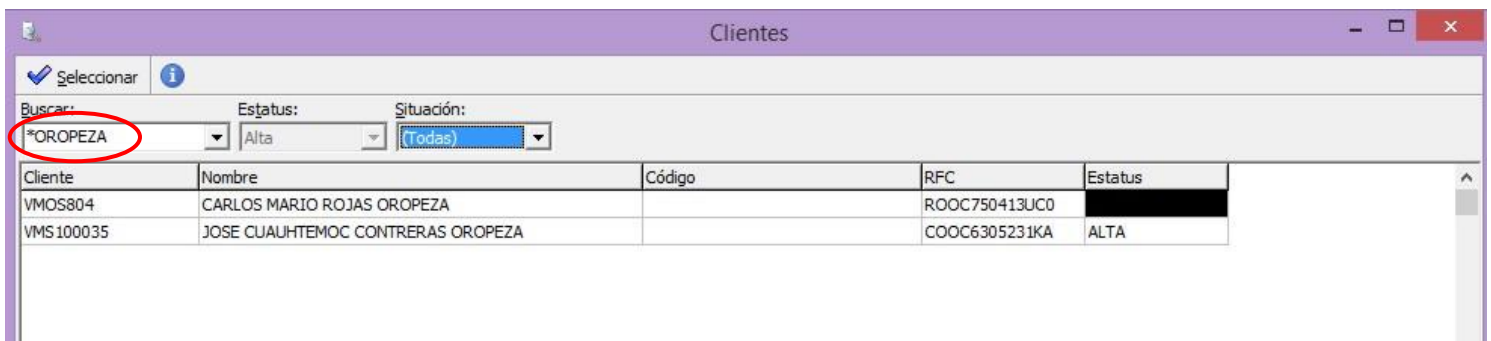 Clientes
Seleccionar
Buscar: Estatus: Situación:
*OROPEZA Alta (Todas)
Cliente Nombre Código RFC Estatus
VMOS804 CARLOS MARIO ROJAS OROPEZA ROOC750413UC0
VMS100035 JOSE CUAUHTEMOC CONTRERAS OROPEZA COOC6305231KA ALTA